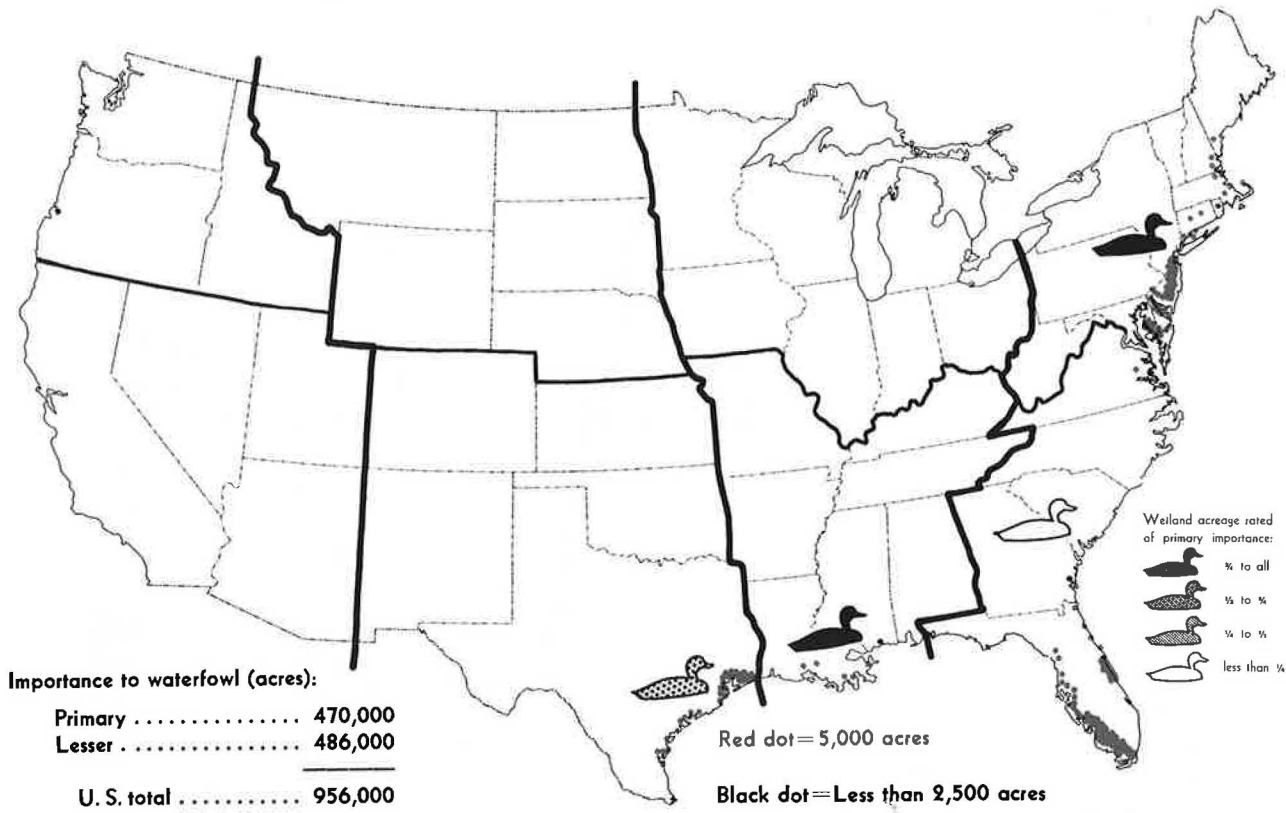 Wetland acreage rated
of primary importance:
¾ to all
½ to ¾
¼ to ½
less than ¼
Importance to waterfowl (acres):
Primary . . . . . . . . . . . . . . 470,000
Lesser . . . . . . . . . . . . . . . 486,000
U. S. total . . . . . . . . . . . 956,000
Red dot=5,000 acres
Black dot=Less than 2,500 acres